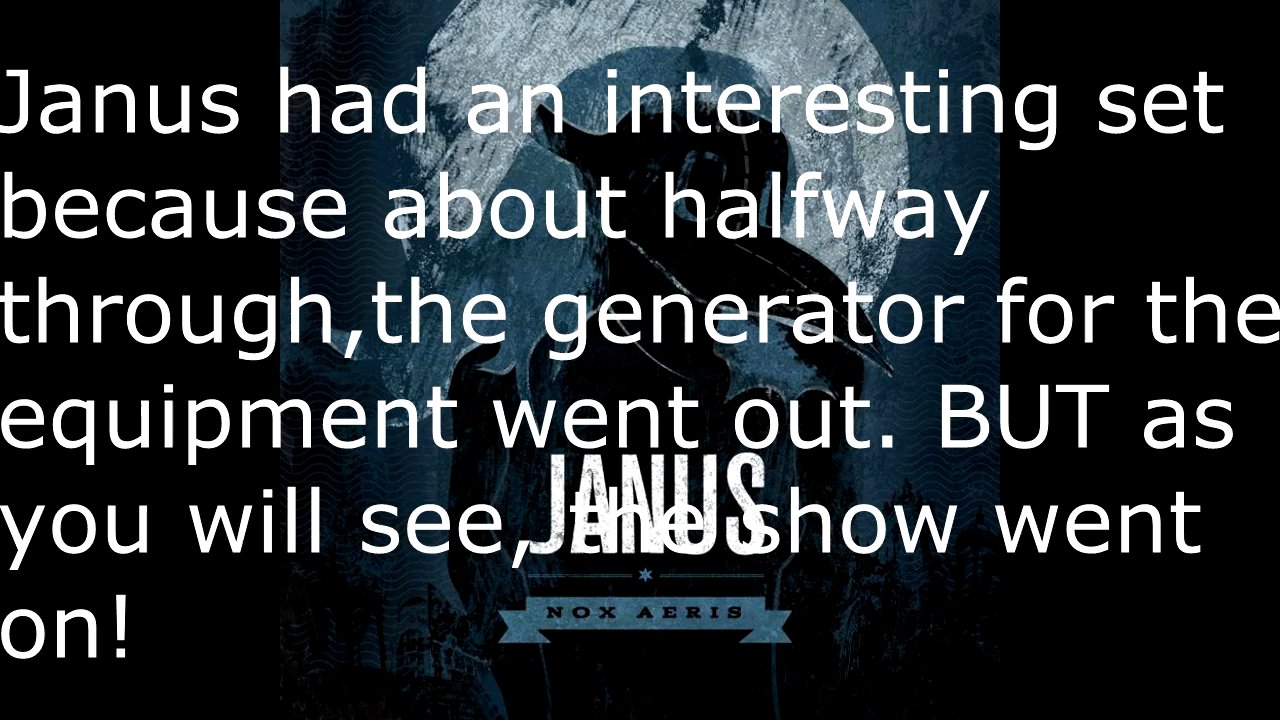 Janus had an interesting set
because about halfway
through,the generator for the
equipment went out. BUT as
you will see, the show went
on!
JANUS
NOX AERIS